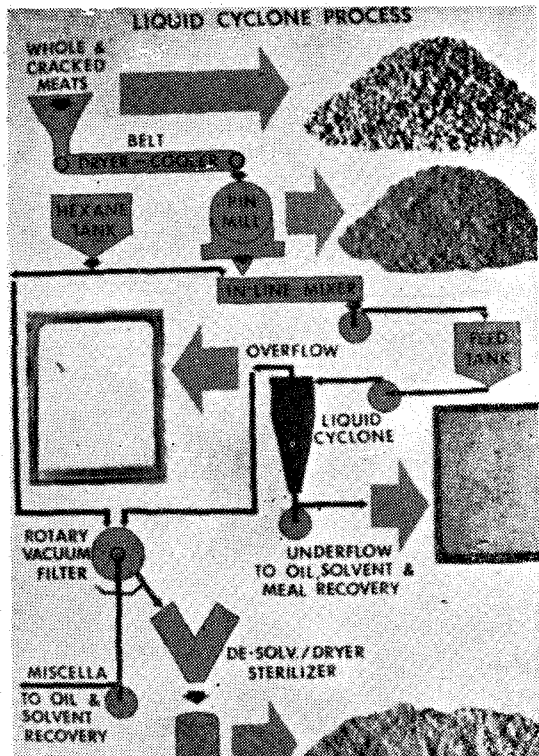 LIQUID CYCLONE PROCESS
WHOLE &
CRACKED
MEATS
BELT
DRYER-COOLER
HEXANE
TANK
PIN
MILL
IN-LINE MIXER
OVERFLOW
FEED
TANK
LIQUID
CYCLONE
ROTARY
VACUUM
FILTER
UNDERFLOW
TO OIL, SOLVENT &
MEAL RECOVERY
DE-SOLV./DRYER
STERILIZER
MISCELLA
TO OIL &
SOLVENT
RECOVERY